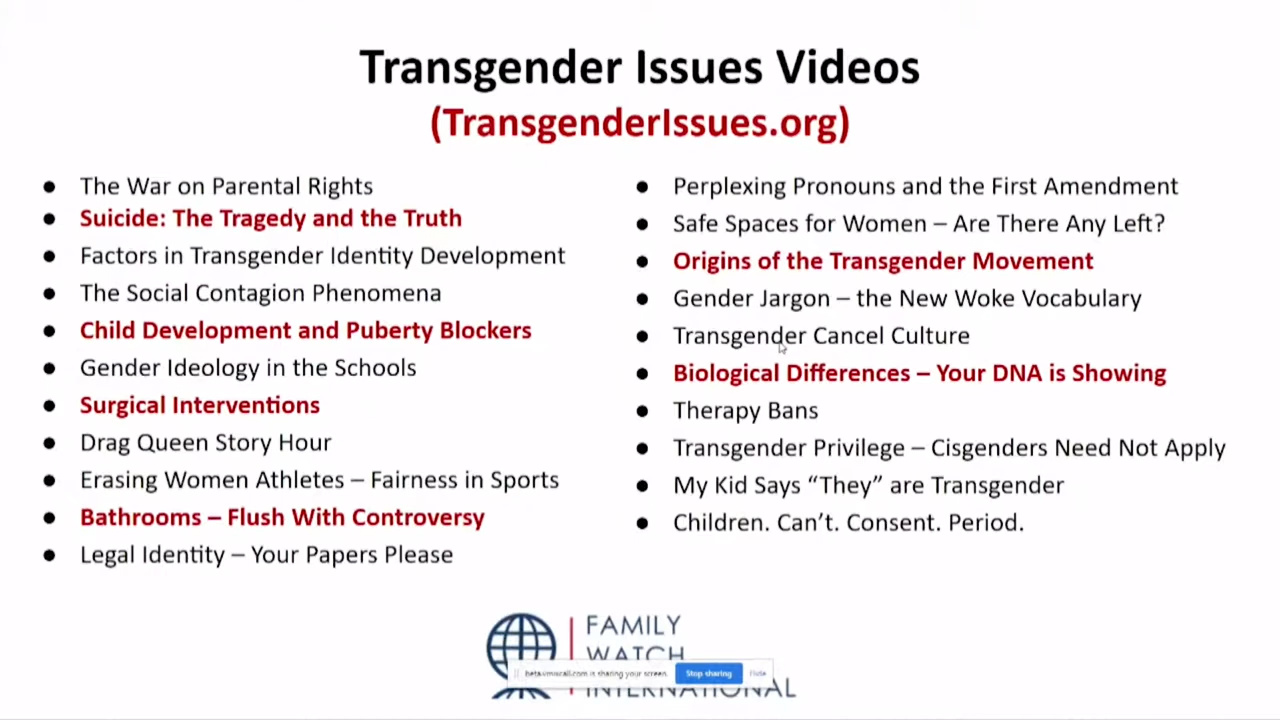 Transgender Issues Videos
(TransgenderIssues.org)
● The War on Parental Rights
● Suicide: The Tragedy and the Truth
● Factors in Transgender Identity Development
● The Social Contagion Phenomena
● Child Development and Puberty Blockers
● Gender Ideology in the Schools
● Surgical Interventions
● Drag Queen Story Hour
● Erasing Women Athletes – Fairness in Sports
● Bathrooms – Flush With Controversy
● Legal Identity – Your Papers Please
● Perplexing Pronouns and the First Amendment
● Safe Spaces for Women – Are There Any Left?
● Origins of the Transgender Movement
● Gender Jargon – the New Woke Vocabulary
● Transgender Cancel Culture
● Biological Differences – Your DNA is Showing
● Therapy Bans
● Transgender Privilege – Cisgenders Need Not Apply
● My Kid Says “They” are Transgender
● Children. Can’t. Consent. Period.
FAMILY
WATCH
is sharing your screen. Stop sharing Hide
INTERNATIONAL